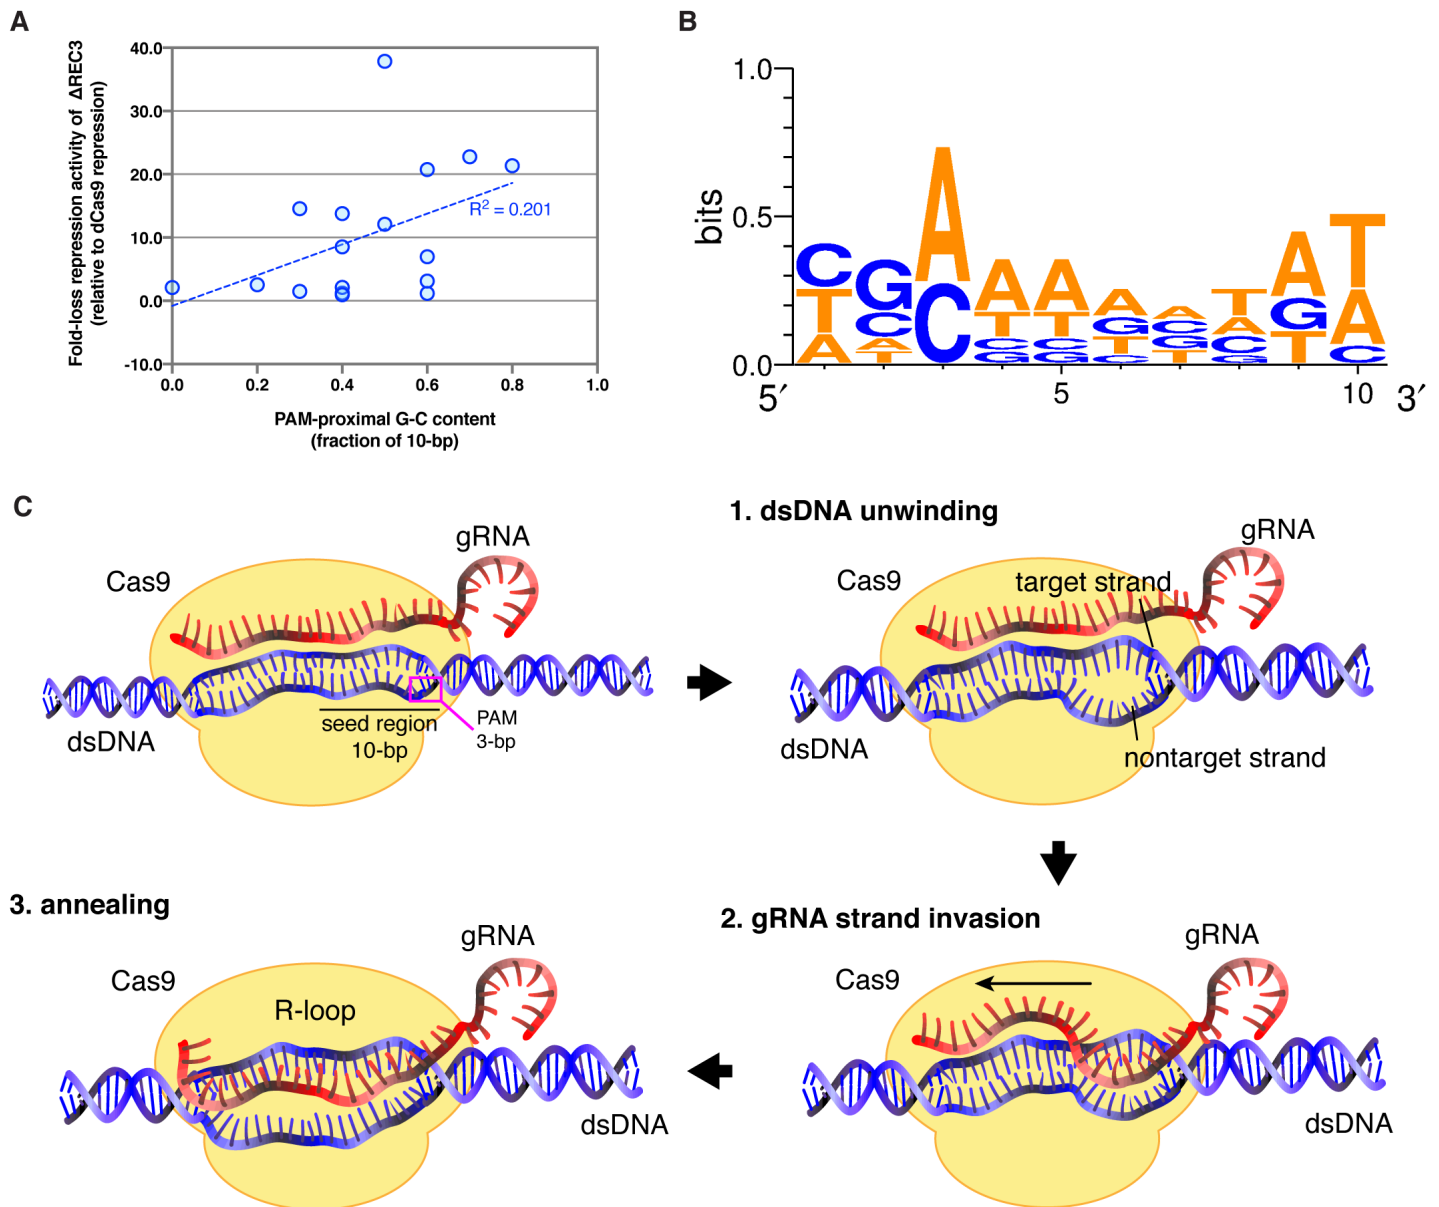 A
Fold-loss repression activity of ΔREC3
(relative to dCas9 repression)
40.0
30.0
20.0
10.0
0.0
-10.0
0.0 0.2 0.4 0.6 0.8 1.0
R² = 0.201
PAM-proximal G-C content
(fraction of 10-bp)
B
bits
1.0
0.5
0.0
C T A
G C A T
A C
A T C G
A T C G
A G T C
A C G T
T A C G
A G T
T A C
5′ 5 10 3′
C
gRNA
Cas9
dsDNA
seed region
10-bp
PAM
3-bp
1. dsDNA unwinding
gRNA
Cas9
target strand
dsDNA
nontarget strand
2. gRNA strand invasion
gRNA
Cas9
dsDNA
3. annealing
gRNA
Cas9
R-loop
dsDNA